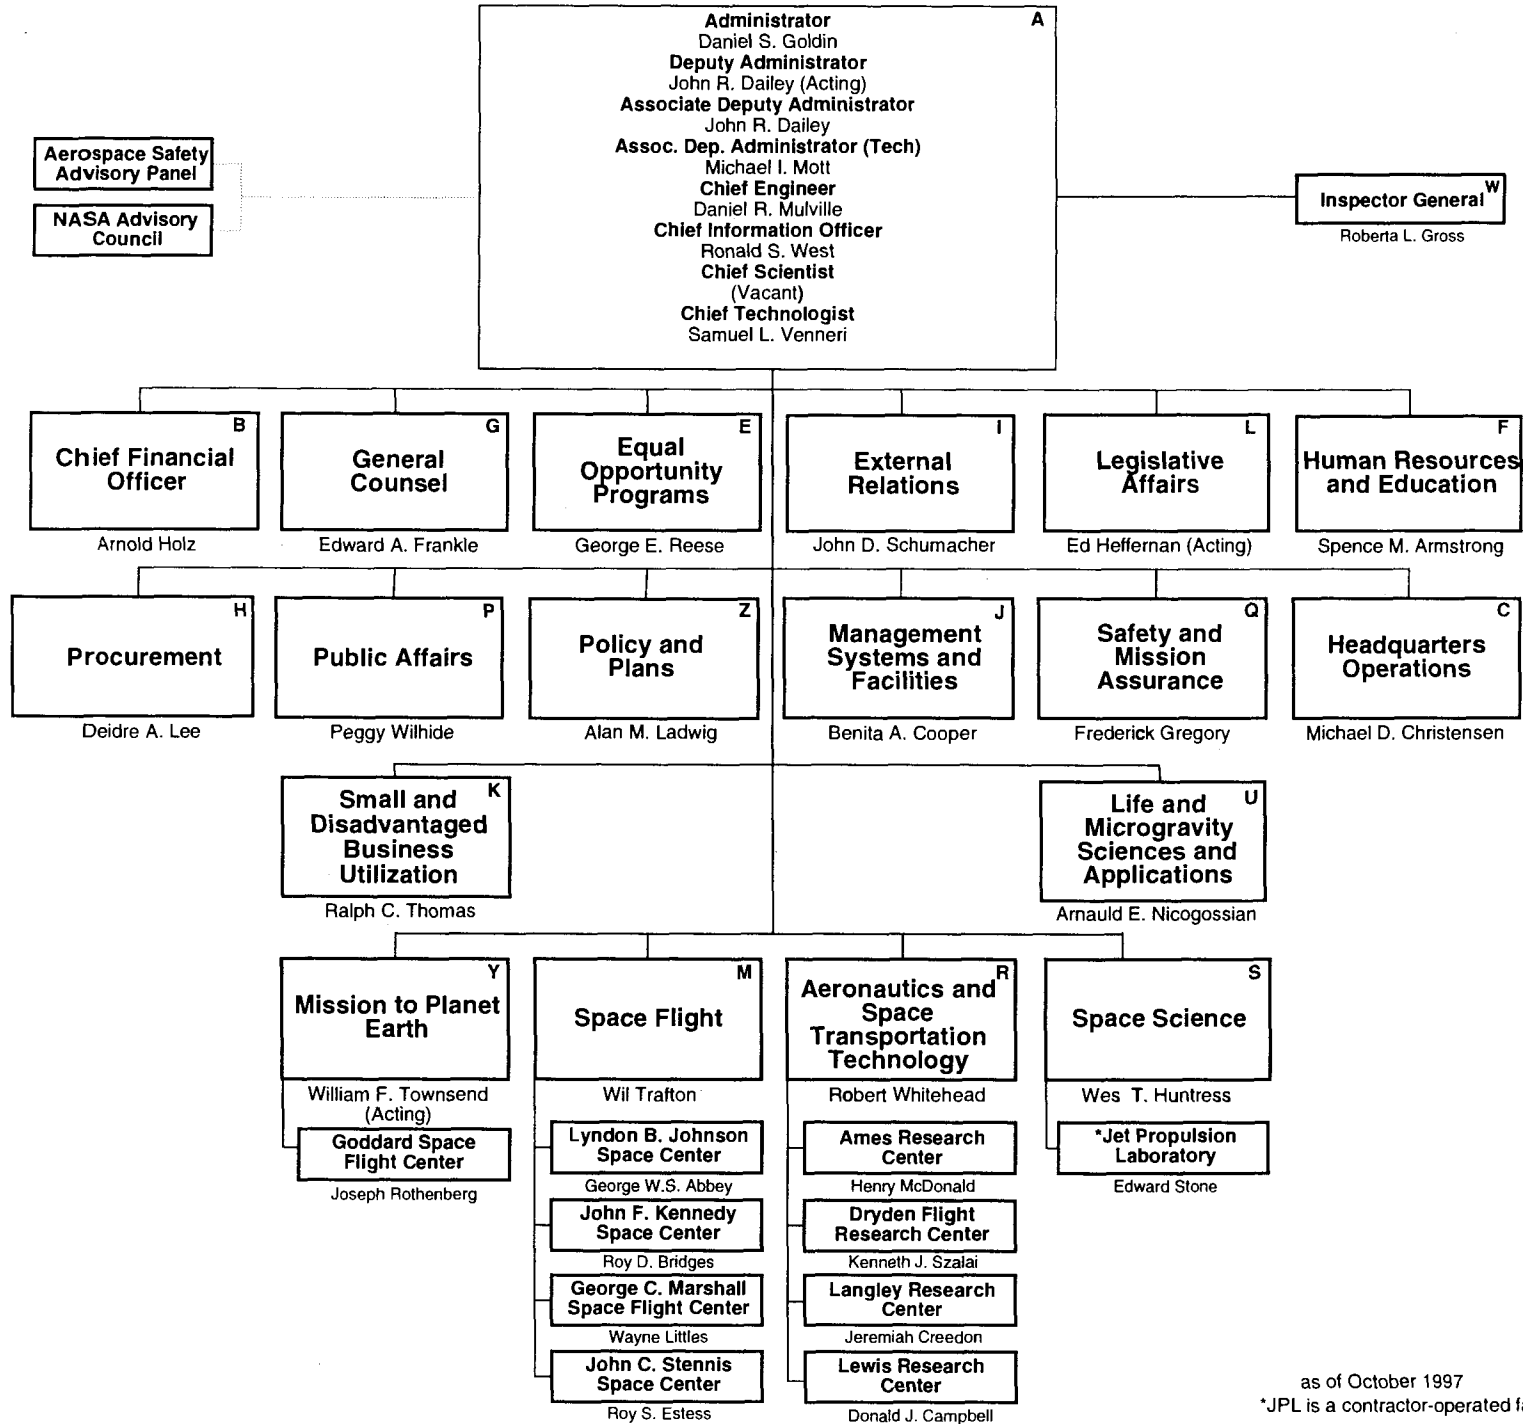 A
Administrator
Daniel S. Goldin
Deputy Administrator
John R. Dailey (Acting)
Associate Deputy Administrator
John R. Dailey
Assoc. Dep. Administrator (Tech)
Michael I. Mott
Chief Engineer
Daniel R. Mulville
Chief Information Officer
Ronald S. West
Chief Scientist
(Vacant)
Chief Technologist
Samuel L. Venneri
Aerospace Safety
Advisory Panel
NASA Advisory
Council
W
Inspector General
Roberta L. Gross
B
Chief Financial
Officer
Arnold Holz
G
General
Counsel
Edward A. Frankle
E
Equal
Opportunity
Programs
George E. Reese
I
External
Relations
John D. Schumacher
L
Legislative
Affairs
Ed Heffernan (Acting)
F
Human Resources
and Education
Spence M. Armstrong
H
Procurement
Deidre A. Lee
P
Public Affairs
Peggy Wilhide
Z
Policy and
Plans
Alan M. Ladwig
J
Management
Systems and
Facilities
Benita A. Cooper
Q
Safety and
Mission
Assurance
Frederick Gregory
C
Headquarters
Operations
Michael D. Christensen
K
Small and
Disadvantaged
Business
Utilization
Ralph C. Thomas
U
Life and
Microgravity
Sciences and
Applications
Arnauld E. Nicogossian
Y
Mission to Planet
Earth
William F. Townsend
(Acting)
Goddard Space
Flight Center
Joseph Rothenberg
M
Space Flight
Wil Trafton
Lyndon B. Johnson
Space Center
George W.S. Abbey
John F. Kennedy
Space Center
Roy D. Bridges
George C. Marshall
Space Flight Center
Wayne Littles
John C. Stennis
Space Center
Roy S. Estess
R
Aeronautics and
Space
Transportation
Technology
Robert Whitehead
Ames Research
Center
Henry McDonald
Dryden Flight
Research Center
Kenneth J. Szalai
Langley Research
Center
Jeremiah Creedon
Lewis Research
Center
Donald J. Campbell
S
Space Science
Wes T. Huntress
*Jet Propulsion
Laboratory
Edward Stone
as of October 1997
*JPL is a contractor-operated